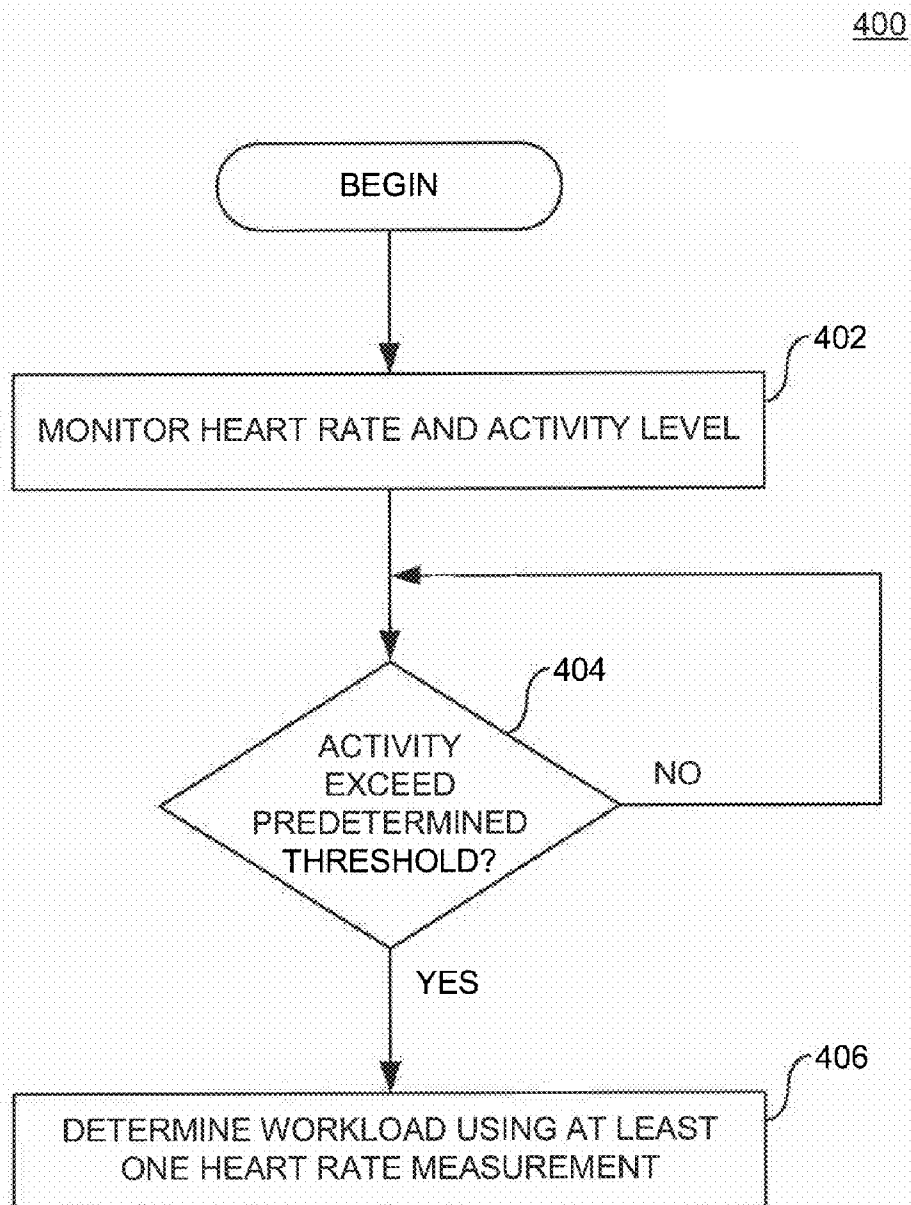 400
BEGIN
402
MONITOR HEART RATE AND ACTIVITY LEVEL
404
ACTIVITY
EXCEED
PREDETERMINED
THRESHOLD?
NO
YES
406
DETERMINE WORKLOAD USING AT LEAST
ONE HEART RATE MEASUREMENT